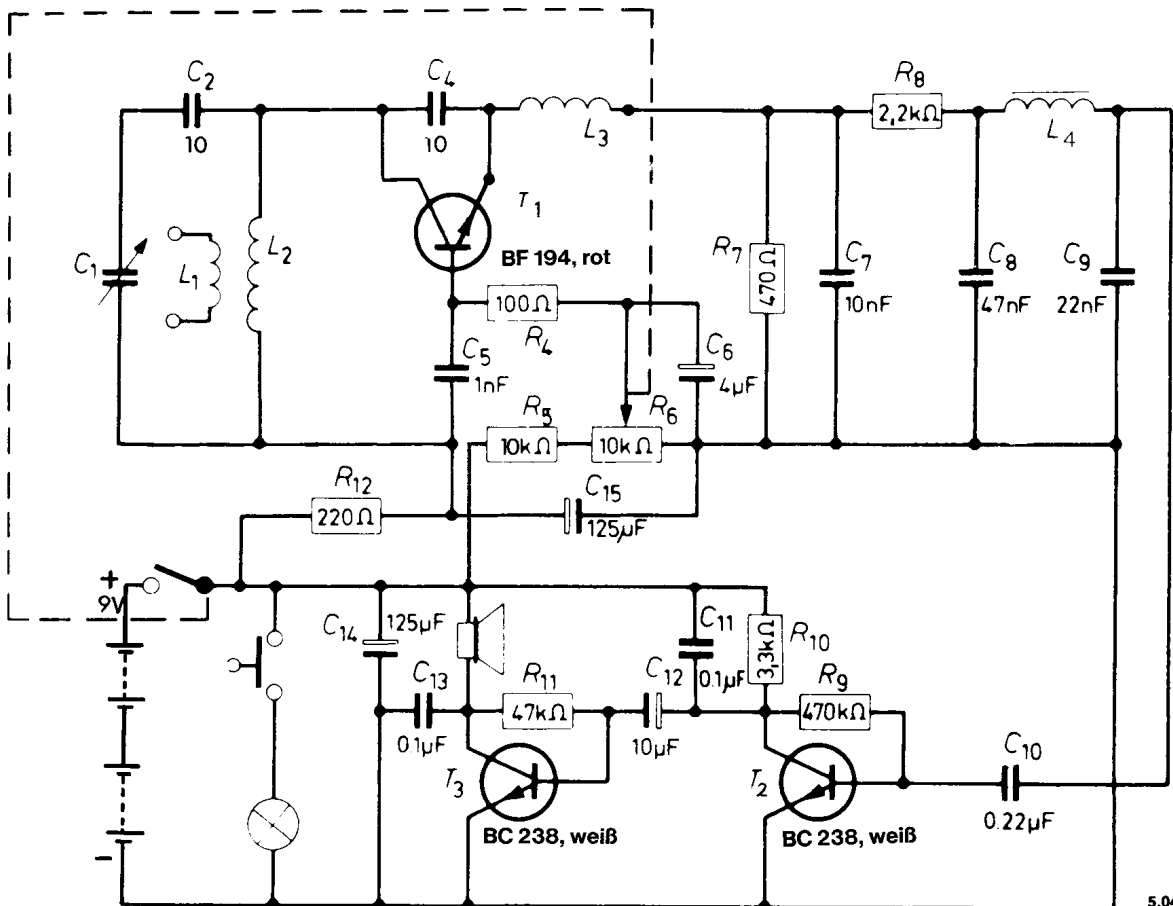 C2
10
C4
10
L3
R8
2,2kΩ
L4
C1
L1
L2
T1
BF 194, rot
R7
470Ω
C7
10nF
C8
47nF
C9
22nF
100Ω
R4
C5
1nF
C6
4µF
R5
10kΩ
R6
10kΩ
R12
220Ω
C15
125µF
+
9V
C14
125µF
C11
0.1µF
R10
3,3kΩ
C13
0.1µF
R11
47kΩ
C12
10µF
R9
470kΩ
C10
0.22µF
T3
BC 238, weiß
T2
BC 238, weiß
-
5.0